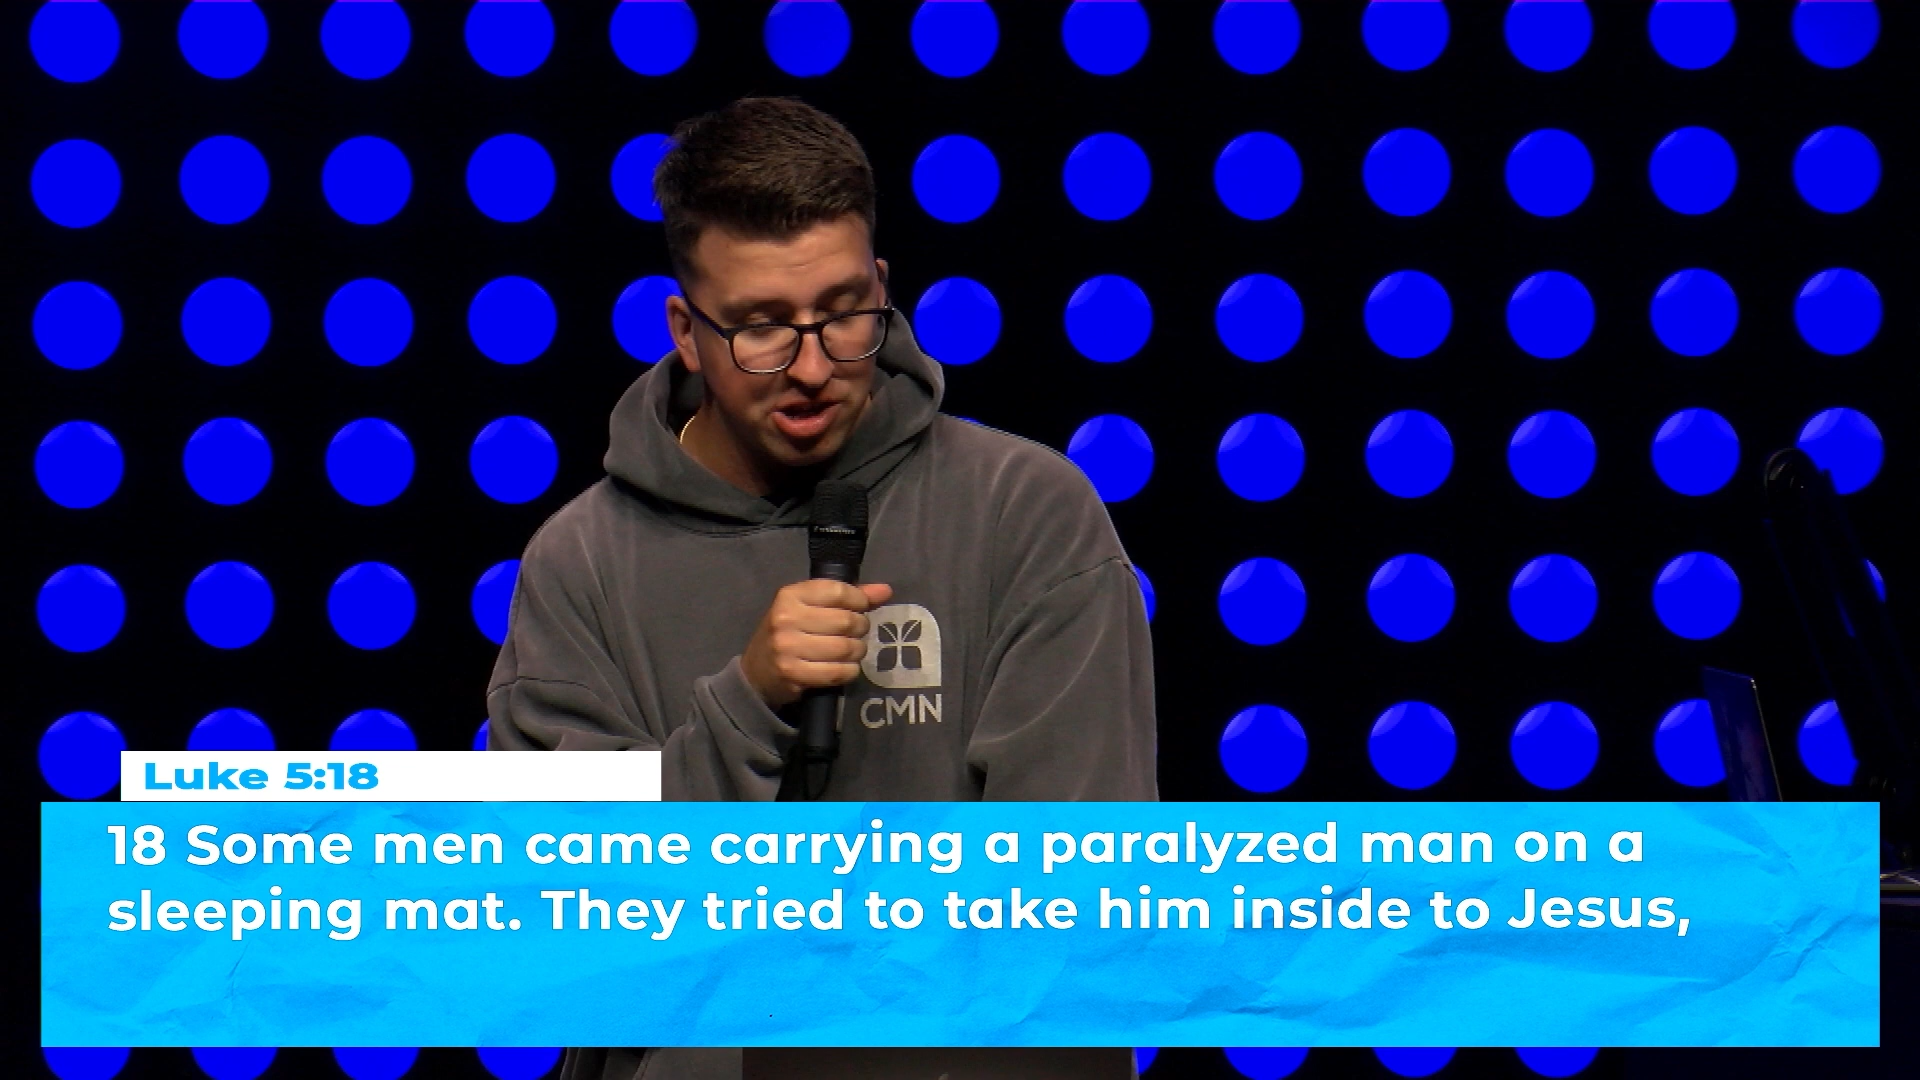 CMN
Luke 5:18
18 Some men came carrying a paralyzed man on a
sleeping mat. They tried to take him inside to Jesus,